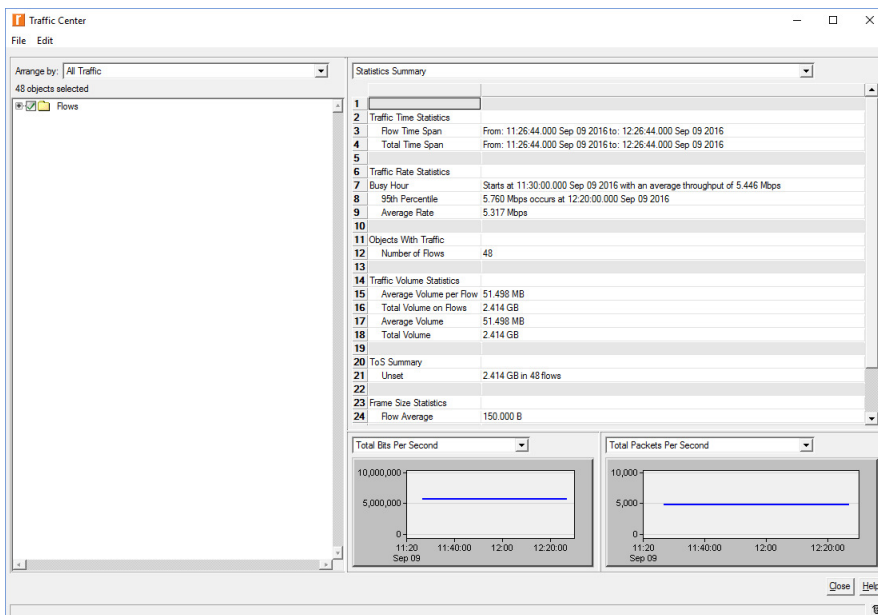 Traffic Center
File Edit
Arrange by: All Traffic
48 objects selected
Flows
Statistics Summary
1
2 Traffic Time Statistics
3 Flow Time Span From: 11:26:44.000 Sep 09 2016 to: 12:26:44.000 Sep 09 2016
4 Total Time Span From: 11:26:44.000 Sep 09 2016 to: 12:26:44.000 Sep 09 2016
5
6 Traffic Rate Statistics
7 Busy Hour Starts at 11:30:00.000 Sep 09 2016 with an average throughput of 5.446 Mbps
8 95th Percentile 5.760 Mbps occurs at 12:20:00.000 Sep 09 2016
9 Average Rate 5.317 Mbps
10
11 Objects With Traffic
12 Number of Flows 48
13
14 Traffic Volume Statistics
15 Average Volume per Flow 51.498 MB
16 Total Volume on Flows 2.414 GB
17 Average Volume 51.498 MB
18 Total Volume 2.414 GB
19
20 ToS Summary
21 Unset 2.414 GB in 48 flows
22
23 Frame Size Statistics
24 Flow Average 150.000 B
Total Bits Per Second
10,000,000
5,000,000
0
11:20 11:40:00 12:00 12:20:00
Sep 09
Total Packets Per Second
10,000
5,000
0
11:20 11:40:00 12:00 12:20:00
Sep 09
Close Help